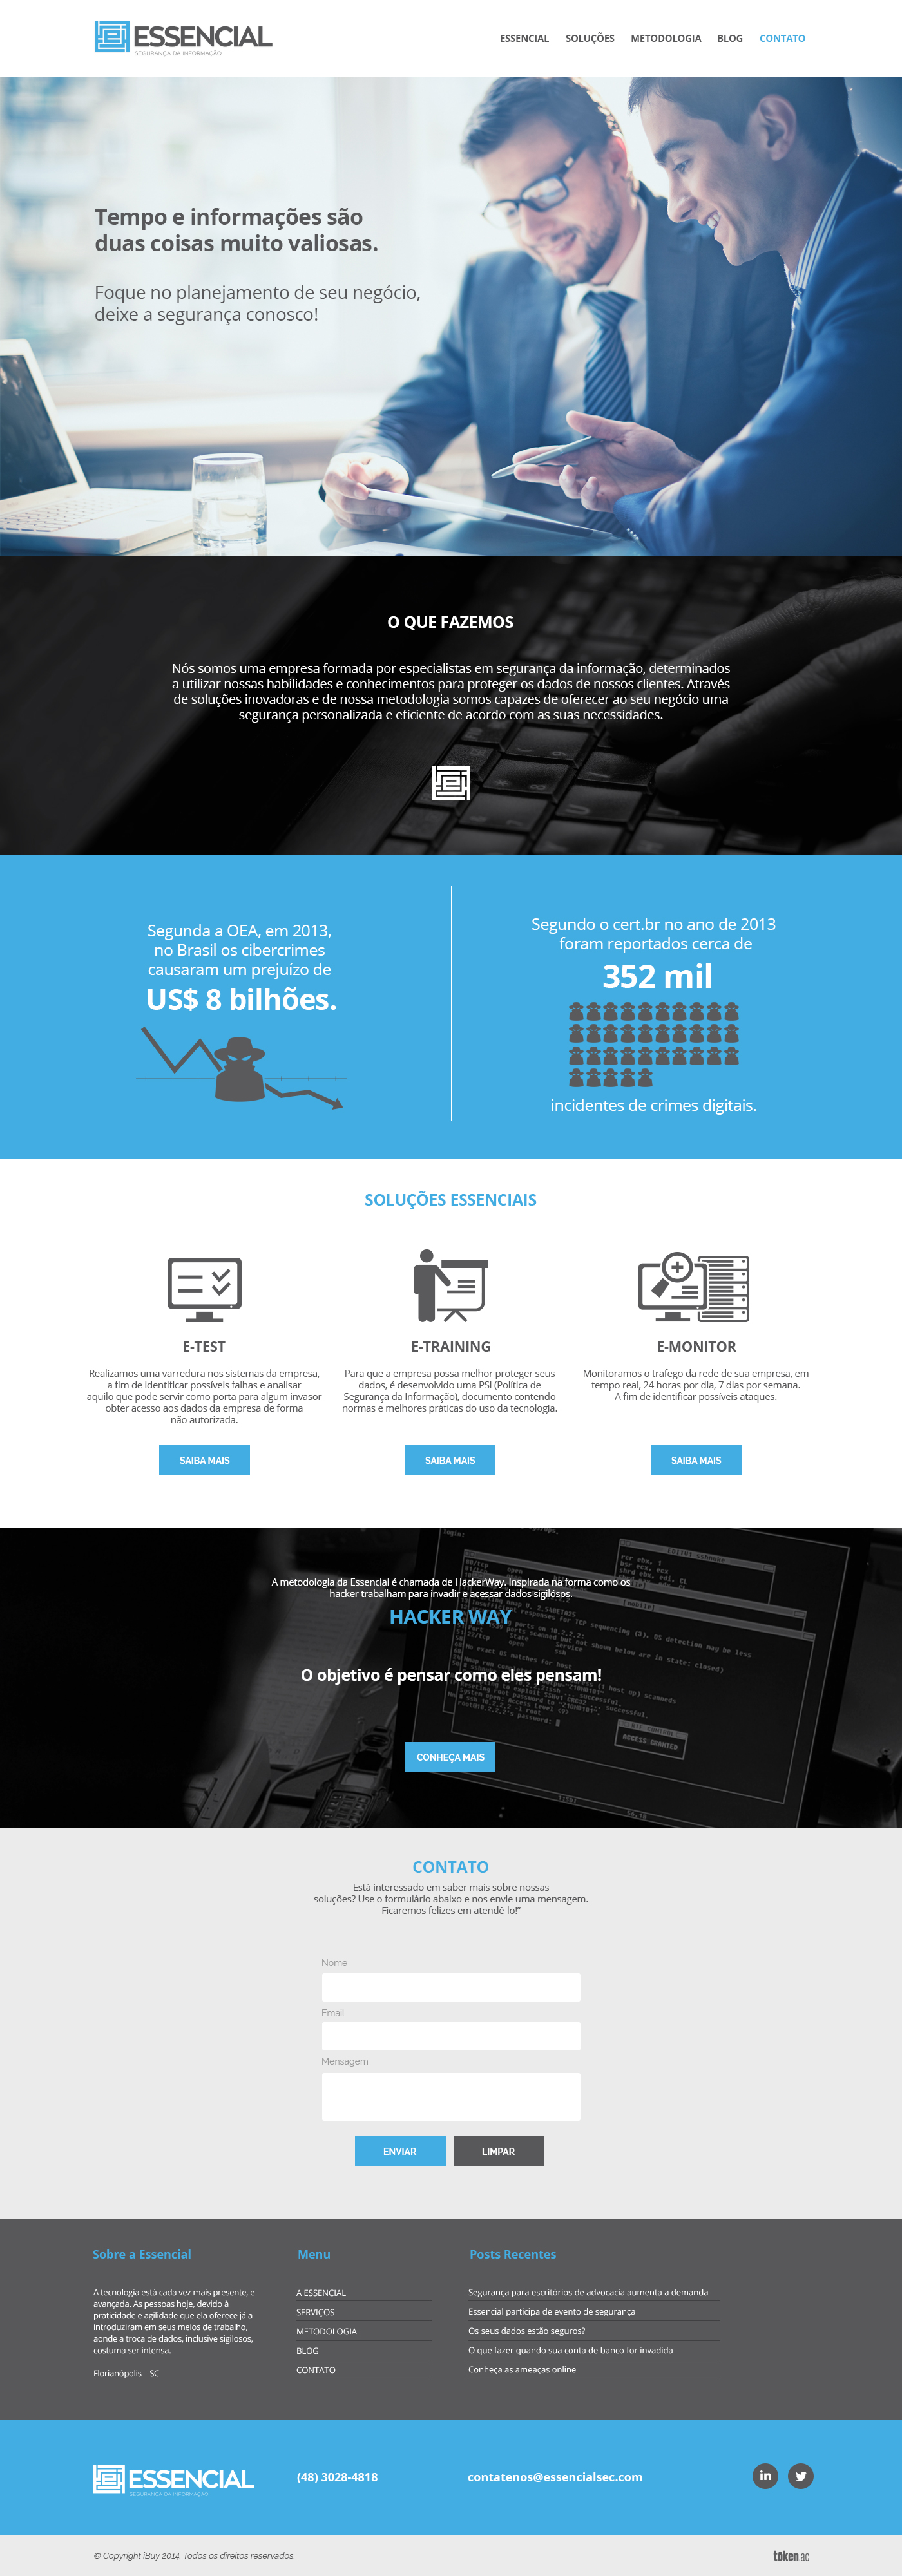 ESSENCIAL
SEGURANÇA DA INFORMAÇÃO
ESSENCIAL SOLUÇÕES METODOLOGIA BLOG CONTATO
Tempo e informações são
duas coisas muito valiosas.
Foque no planejamento de seu negócio,
deixe a segurança conosco!
O QUE FAZEMOS
Nós somos uma empresa formada por especialistas em segurança da informação, determinados
a utilizar nossas habilidades e conhecimentos para proteger os dados de nossos clientes. Através
de soluções inovadoras e de nossa metodologia somos capazes de oferecer ao seu negócio uma
segurança personalizada e eficiente de acordo com as suas necessidades.
Segunda a OEA, em 2013,
no Brasil os cibercrimes
causaram um prejuízo de
US$ 8 bilhões.
Segundo o cert.br no ano de 2013
foram reportados cerca de
352 mil
incidentes de crimes digitais.
SOLUÇÕES ESSENCIAIS
E-TEST
Realizamos uma varredura nos sistemas da empresa,
a fim de identificar possíveis falhas e analisar
aquilo que pode servir como porta para algum invasor
obter acesso aos dados da empresa de forma
não autorizada.
SAIBA MAIS
E-TRAINING
Para que a empresa possa melhor proteger seus
dados, é desenvolvido uma PSI (Política de
Segurança da Informação), documento contendo
normas e melhores práticas do uso da tecnologia.
SAIBA MAIS
E-MONITOR
Monitoramos o trafego da rede de sua empresa, em
tempo real, 24 horas por dia, 7 dias por semana.
A fim de identificar possíveis ataques.
SAIBA MAIS
A metodologia da Essencial é chamada de HackerWay. Inspirada na forma como os
hacker trabalham para invadir e acessar dados sigilosos.
HACKER WAY
O objetivo é pensar como eles pensam!
CONHEÇA MAIS
ACCESS GRANTED
CONTATO
Está interessado em saber mais sobre nossas
soluções? Use o formulário abaixo e nos envie uma mensagem.
Ficaremos felizes em atendê-lo!"
Nome
Email
Mensagem
ENVIAR LIMPAR
Sobre a Essencial
A tecnologia está cada vez mais presente, e
avançada. As pessoas hoje, devido à
praticidade e agilidade que ela oferece já a
introduziram em seus meios de trabalho,
aonde a troca de dados, inclusive sigilosos,
costuma ser intensa.
Florianópolis – SC
Menu
A ESSENCIAL
SERVIÇOS
METODOLOGIA
BLOG
CONTATO
Posts Recentes
Segurança para escritórios de advocacia aumenta a demanda
Essencial participa de evento de segurança
Os seus dados estão seguros?
O que fazer quando sua conta de banco for invadida
Conheça as ameaças online
ESSENCIAL
SEGURANÇA DA INFORMAÇÃO
(48) 3028-4818
contatenos@essencialsec.com
in
© Copyright iBuy 2014. Todos os direitos reservados.
tôken.ac